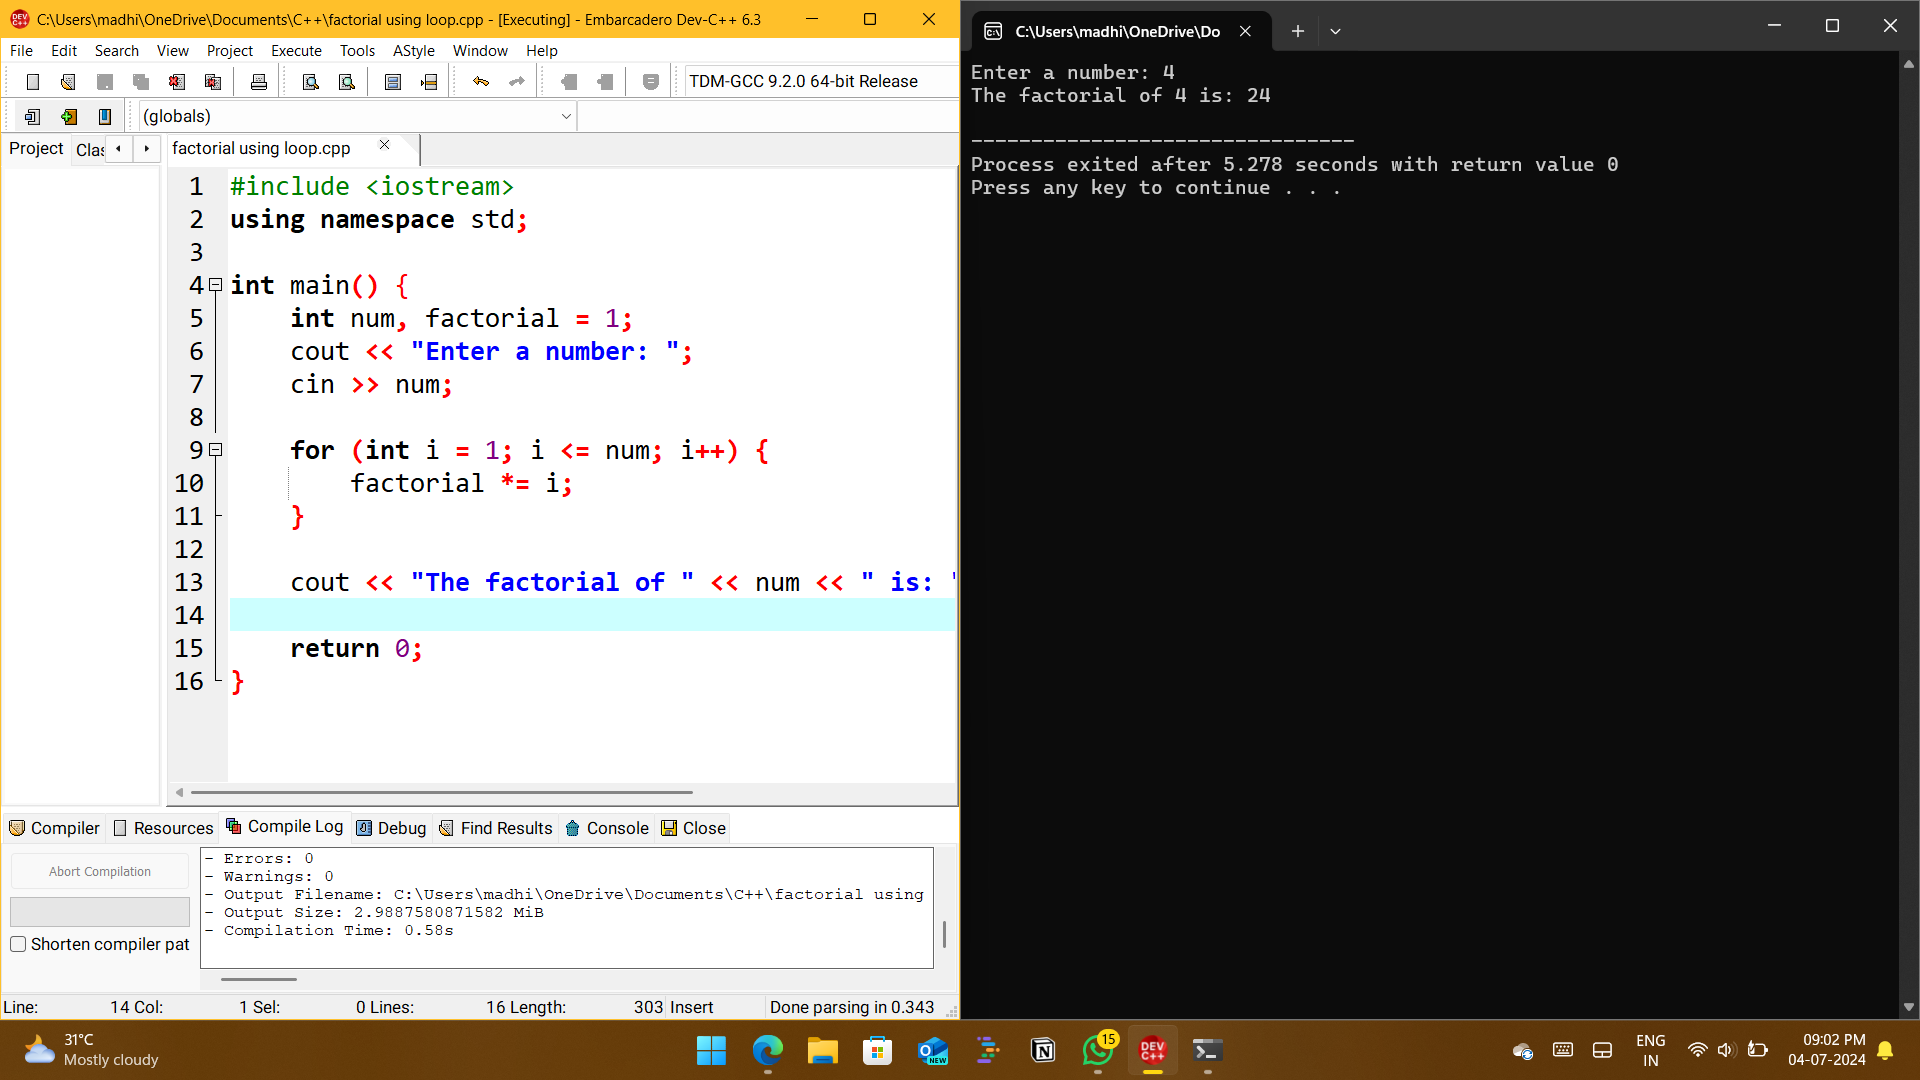 C:\Users\madhi\OneDrive\Documents\C++\factorial using loop.cpp - [Executing] - Embarcadero Dev-C++ 6.3
File Edit Search View Project Execute Tools AStyle Window Help
TDM-GCC 9.2.0 64-bit Release
(globals)
Project Clas
factorial using loop.cpp
1 #include <iostream>
2 using namespace std;
3
4 int main() {
5 int num, factorial = 1;
6 cout << "Enter a number: ";
7 cin >> num;
8
9 for (int i = 1; i <= num; i++) {
10 factorial *= i;
11 }
12
13 cout << "The factorial of " << num << " is: "
14
15 return 0;
16 }
Compiler Resources Compile Log Debug Find Results Console Close
Abort Compilation
Shorten compiler pat
- Errors: 0
- Warnings: 0
- Output Filename: C:\Users\madhi\OneDrive\Documents\C++\factorial using
- Output Size: 2.9887580871582 MiB
- Compilation Time: 0.58s
Line: 14 Col: 1 Sel: 0 Lines: 16 Length: 303 Insert Done parsing in 0.343
C:\Users\madhi\OneDrive\Do
Enter a number: 4
The factorial of 4 is: 24
--------------------------------
Process exited after 5.278 seconds with return value 0
Press any key to continue . . .
31°C
Mostly cloudy
NEW
15
DEV
C++
ENG
IN
09:02 PM
04-07-2024